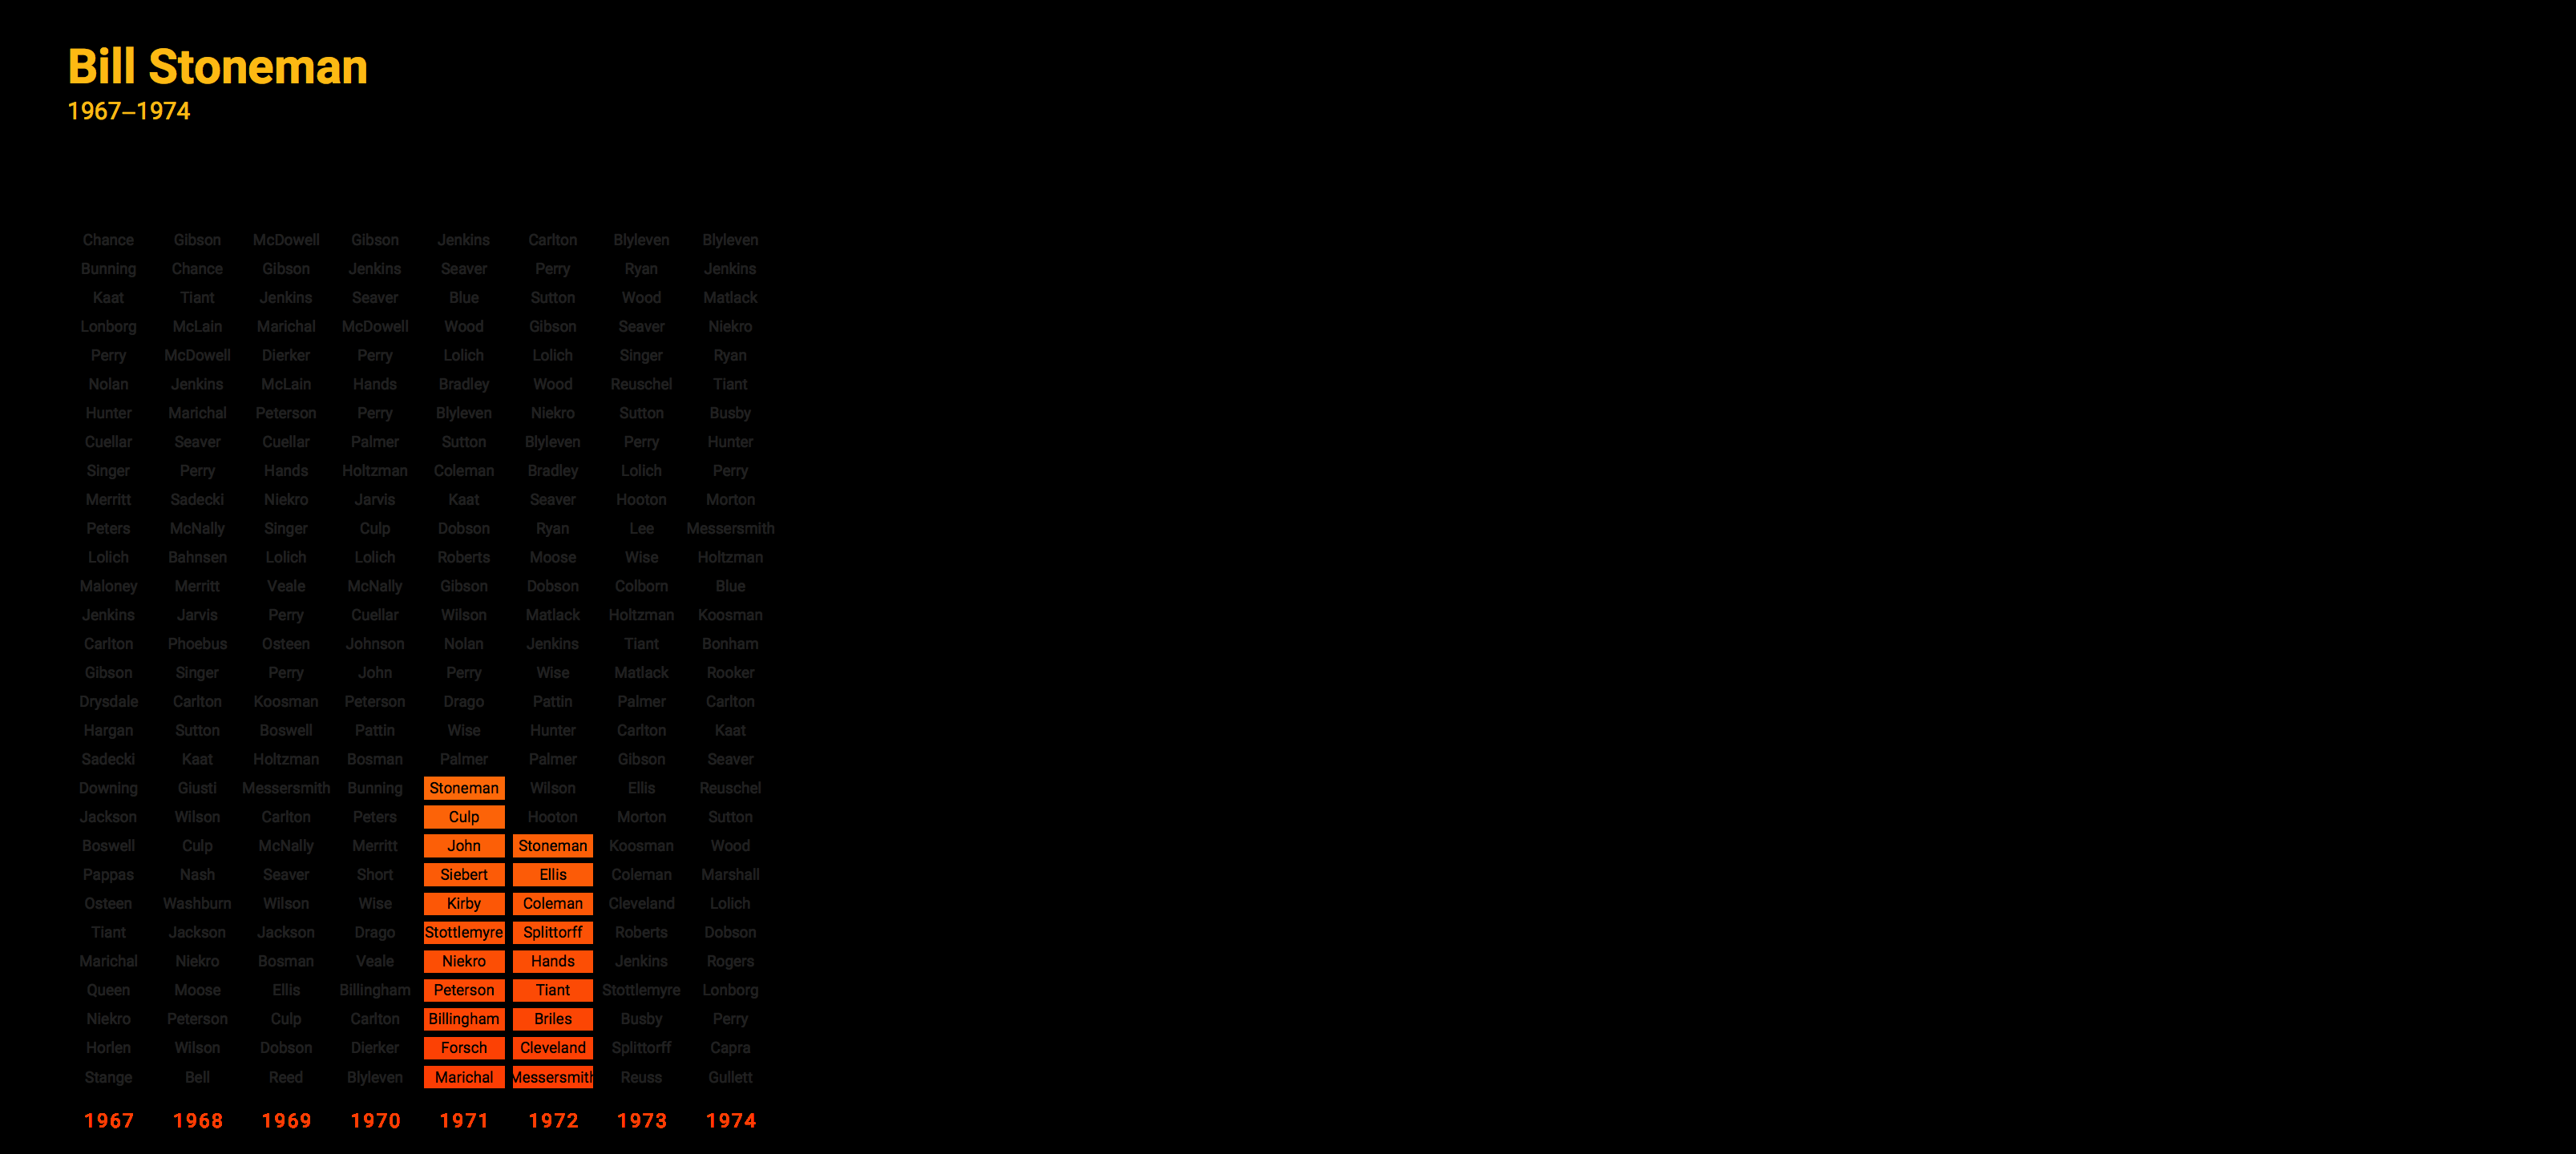 Bill Stoneman
1967–1974
Chance Gibson McDowell Gibson Jenkins Carlton Blyleven Blyleven
Bunning Chance Gibson Jenkins Seaver Perry Ryan Jenkins
Kaat Tiant Jenkins Seaver Blue Sutton Wood Matlack
Lonborg McLain Marichal McDowell Wood Gibson Seaver Niekro
Perry McDowell Dierker Perry Lolich Lolich Singer Ryan
Nolan Jenkins McLain Hands Bradley Wood Reuschel Tiant
Hunter Marichal Peterson Perry Blyleven Niekro Sutton Busby
Cuellar Seaver Cuellar Palmer Sutton Blyleven Perry Hunter
Singer Perry Hands Holtzman Coleman Bradley Lolich Perry
Merritt Sadecki Niekro Jarvis Kaat Seaver Hooton Morton
Peters McNally Singer Culp Dobson Ryan Lee Messersmith
Lolich Bahnsen Lolich Lolich Roberts Moose Wise Holtzman
Maloney Merritt Veale McNally Gibson Dobson Colborn Blue
Jenkins Jarvis Perry Cuellar Wilson Matlack Holtzman Koosman
Carlton Phoebus Osteen Johnson Nolan Jenkins Tiant Bonham
Gibson Singer Perry John Perry Wise Matlack Rooker
Drysdale Carlton Koosman Peterson Drago Pattin Palmer Carlton
Hargan Sutton Boswell Pattin Wise Hunter Carlton Kaat
Sadecki Kaat Holtzman Bosman Palmer Palmer Gibson Seaver
Downing Giusti Messersmith Bunning Stoneman Wilson Ellis Reuschel
Jackson Wilson Carlton Peters Culp Hooton Morton Sutton
Boswell Culp McNally Merritt John Stoneman Koosman Wood
Pappas Nash Seaver Short Siebert Ellis Coleman Marshall
Osteen Washburn Wilson Wise Kirby Coleman Cleveland Lolich
Tiant Jackson Jackson Drago Stottlemyre Splittorff Roberts Dobson
Marichal Niekro Bosman Veale Niekro Hands Jenkins Rogers
Queen Moose Ellis Billingham Peterson Tiant Stottlemyre Lonborg
Niekro Peterson Culp Carlton Billingham Briles Busby Perry
Horlen Wilson Dobson Dierker Forsch Cleveland Splittorff Capra
Stange Bell Reed Blyleven Marichal Messersmith Reuss Gullett
1967 1968 1969 1970 1971 1972 1973 1974